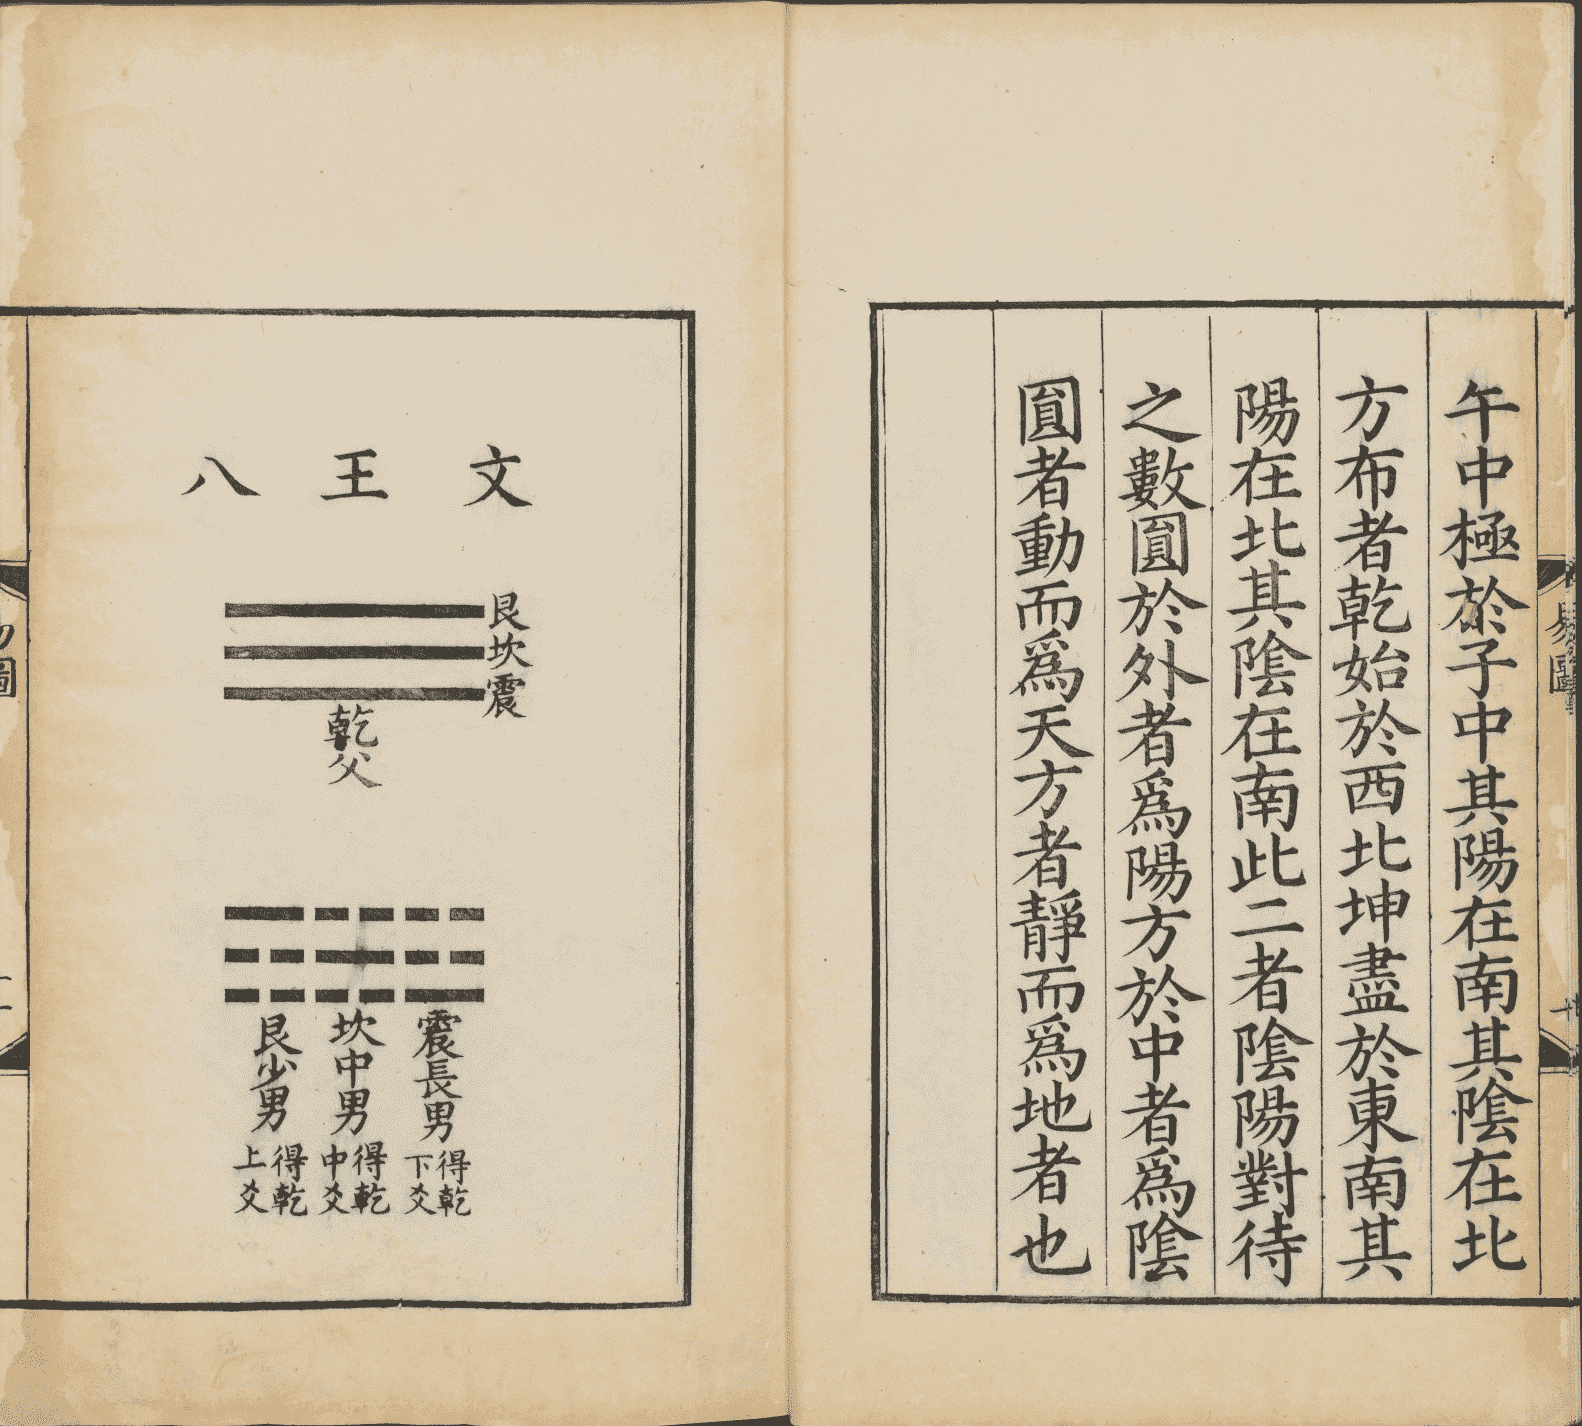 午中極於子中其陽在南其陰在北
方布者乾始於西北坤盡於東南其
陽在北其陰在南此二者陰陽對待
之數圓於外者爲陽方於中者爲陰
圓者動而爲天方者靜而爲地者也
文王八
艮坎震
乾父
震長男
得乾
下爻
坎中男
得乾
中爻
艮少男
得乾
上爻